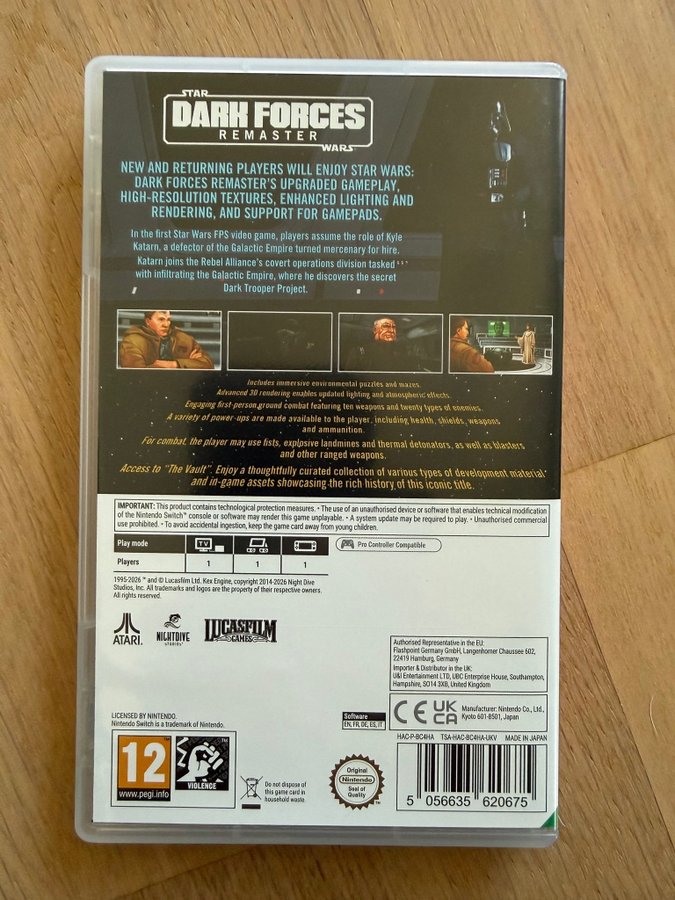 STAR
DARK FORCES
REMASTER
WARS
NEW AND RETURNING PLAYERS WILL ENJOY STAR WARS:
DARK FORCES REMASTER'S UPGRADED GAMEPLAY,
HIGH-RESOLUTION TEXTURES, ENHANCED LIGHTING AND
RENDERING, AND SUPPORT FOR GAMEPADS.
In the first Star Wars FPS video game, players assume the role of Kyle
Katarn, a defector of the Galactic Empire turned mercenary for hire.
Katarn joins the Rebel Alliance's covert operations division tasked
with infiltrating the Galactic Empire, where he discovers the secret
Dark Trooper Project.
Includes immersive environmental puzzles and mazes.
Advanced 3D rendering enables updated lighting and atmospheric effects.
Engaging first-person ground combat featuring ten weapons and twenty types of enemies.
A variety of power-ups are made available to the player, including health, shields, weapons
and ammunition.
For combat, the player may use fists, explosive landmines and thermal detonators, as well as blasters
and other ranged weapons.
Access to "The Vault". Enjoy a thoughtfully curated collection of various types of development material
and in-game assets showcasing the rich history of this iconic title.
IMPORTANT: This product contains technological protection measures. • The use of an unauthorised device or software that enables technical modification
of the Nintendo Switch™ console or software may render this game unplayable. • A system update may be required to play. • Unauthorised commercial
use prohibited. • To avoid accidental ingestion, keep the game card away from young children.
Play mode TV
Pro Controller Compatible
Players 1 1 1
1995-2026 ™ and © Lucasfilm Ltd. Kex Engine, copyright 2014-2026 Night Dive
Studios, Inc. All trademarks and logos are the property of their respective owners.
All rights reserved.
ATARI
NIGHTDIVE
STUDIOS
LUCASFILM
GAMES
Authorised Representative in the EU:
Flashpoint Germany GmbH, Langenhorner Chaussee 602,
22419 Hamburg, Germany
Importer & Distributor in the UK:
U&I Entertainment LTD, UBC Enterprise House, Southampton,
Hampshire, SO14 3XB, United Kingdom
CE UK
CA
Manufacturer: Nintendo Co., Ltd.,
Kyoto 601-8501, Japan
LICENSED BY NINTENDO.
Nintendo Switch is a trademark of Nintendo.
Software
EN, FR, DE, ES, IT
HAC-P-BC4HA TSA-HAC-BC4HA-UKV MADE IN JAPAN
12
www.pegi.info
VIOLENCE
Do not dispose of
this game card in
household waste.
Original
Nintendo
Seal of
Quality
5 056635 620675